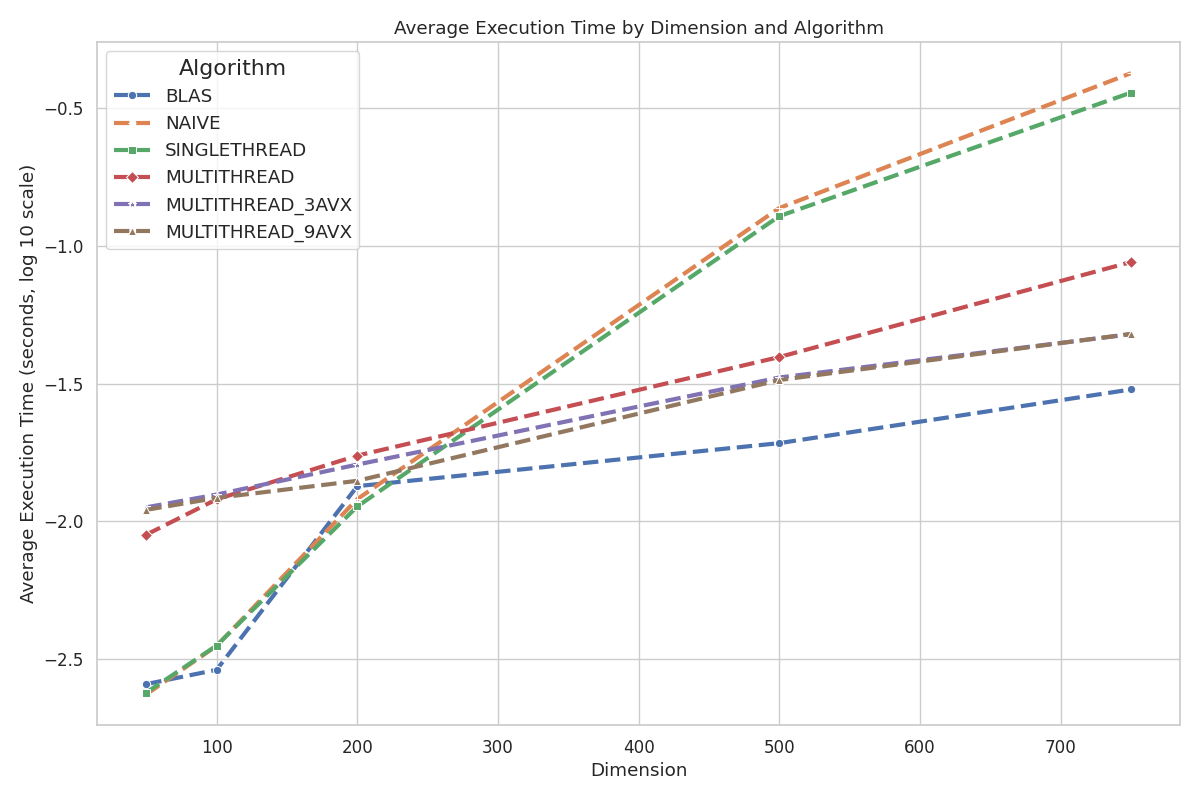 Average Execution Time by Dimension and Algorithm
Algorithm
BLAS
NAIVE
SINGLETHREAD
MULTITHREAD
MULTITHREAD_3AVX
MULTITHREAD_9AVX
Average Execution Time (seconds, log 10 scale)
−0.5
−1.0
−1.5
−2.0
−2.5
100 200 300 400 500 600 700
Dimension